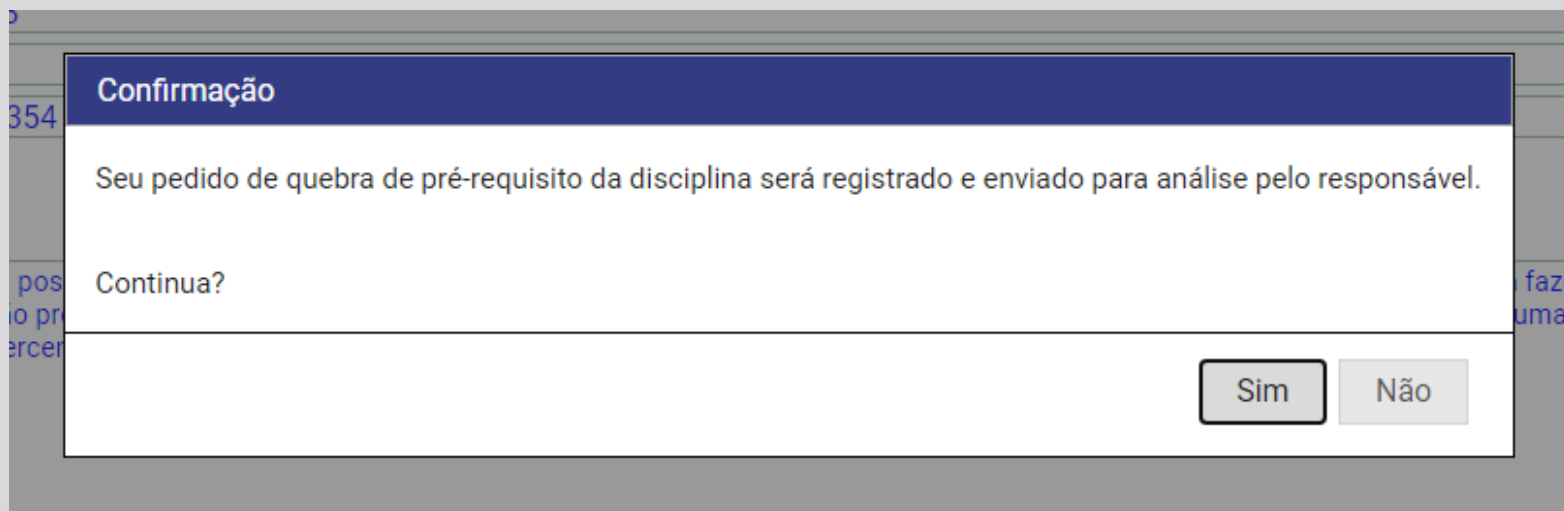 Confirmação
354
Seu pedido de quebra de pré-requisito da disciplina será registrado e enviado para análise pelo responsável.
Continua?
Sim Não